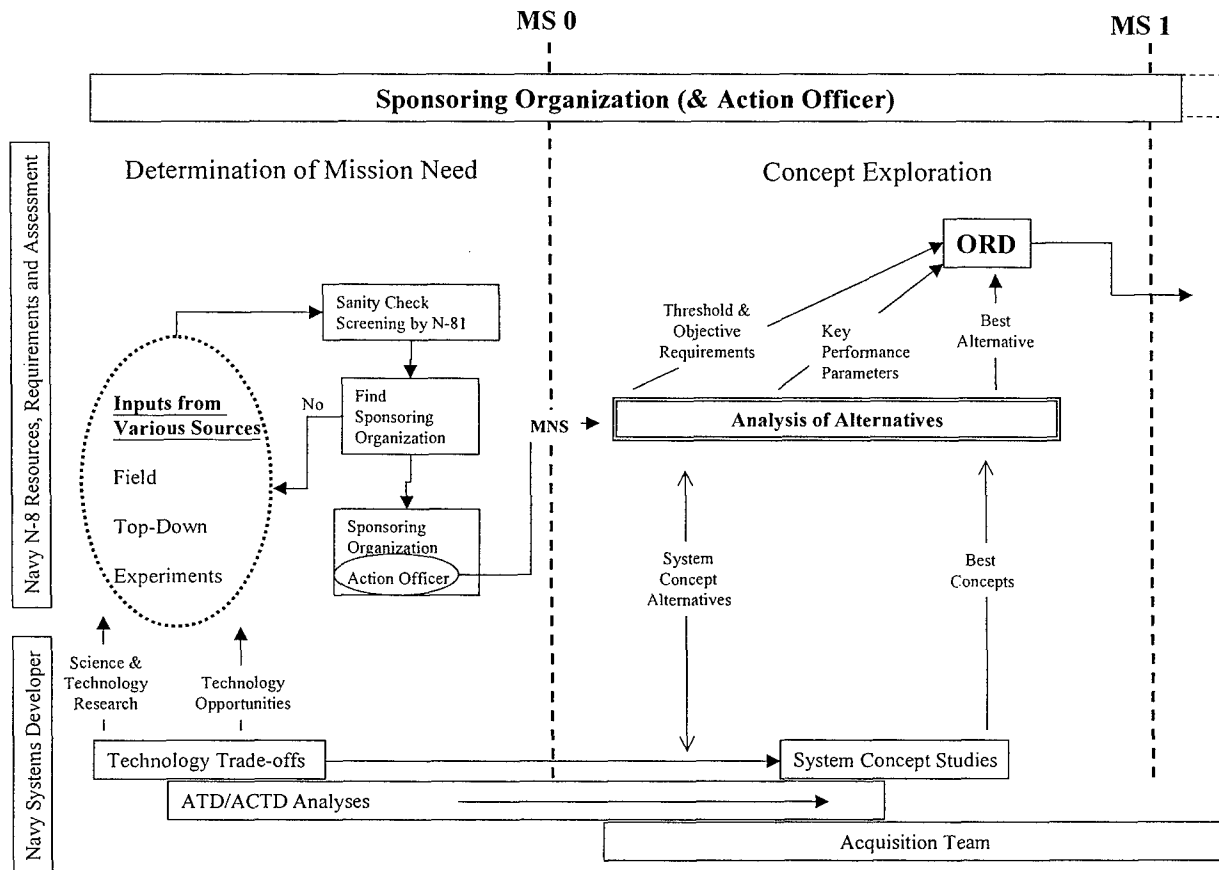 MS 0
MS 1
Sponsoring Organization (& Action Officer)
Navy N-8 Resources, Requirements and Assessment
Determination of Mission Need
Concept Exploration
ORD
Sanity Check
Screening by N-81
Threshold &
Objective
Requirements
Key
Performance
Parameters
Best
Alternative
Inputs from
Various Sources
Field
Top-Down
Experiments
No
Find
Sponsoring
Organization
MNS
Analysis of Alternatives
Sponsoring
Organization
Action Officer
System
Concept
Alternatives
Best
Concepts
Navy Systems Developer
Science &
Technology
Research
Technology
Opportunities
Technology Trade-offs
System Concept Studies
ATD/ACTD Analyses
Acquisition Team